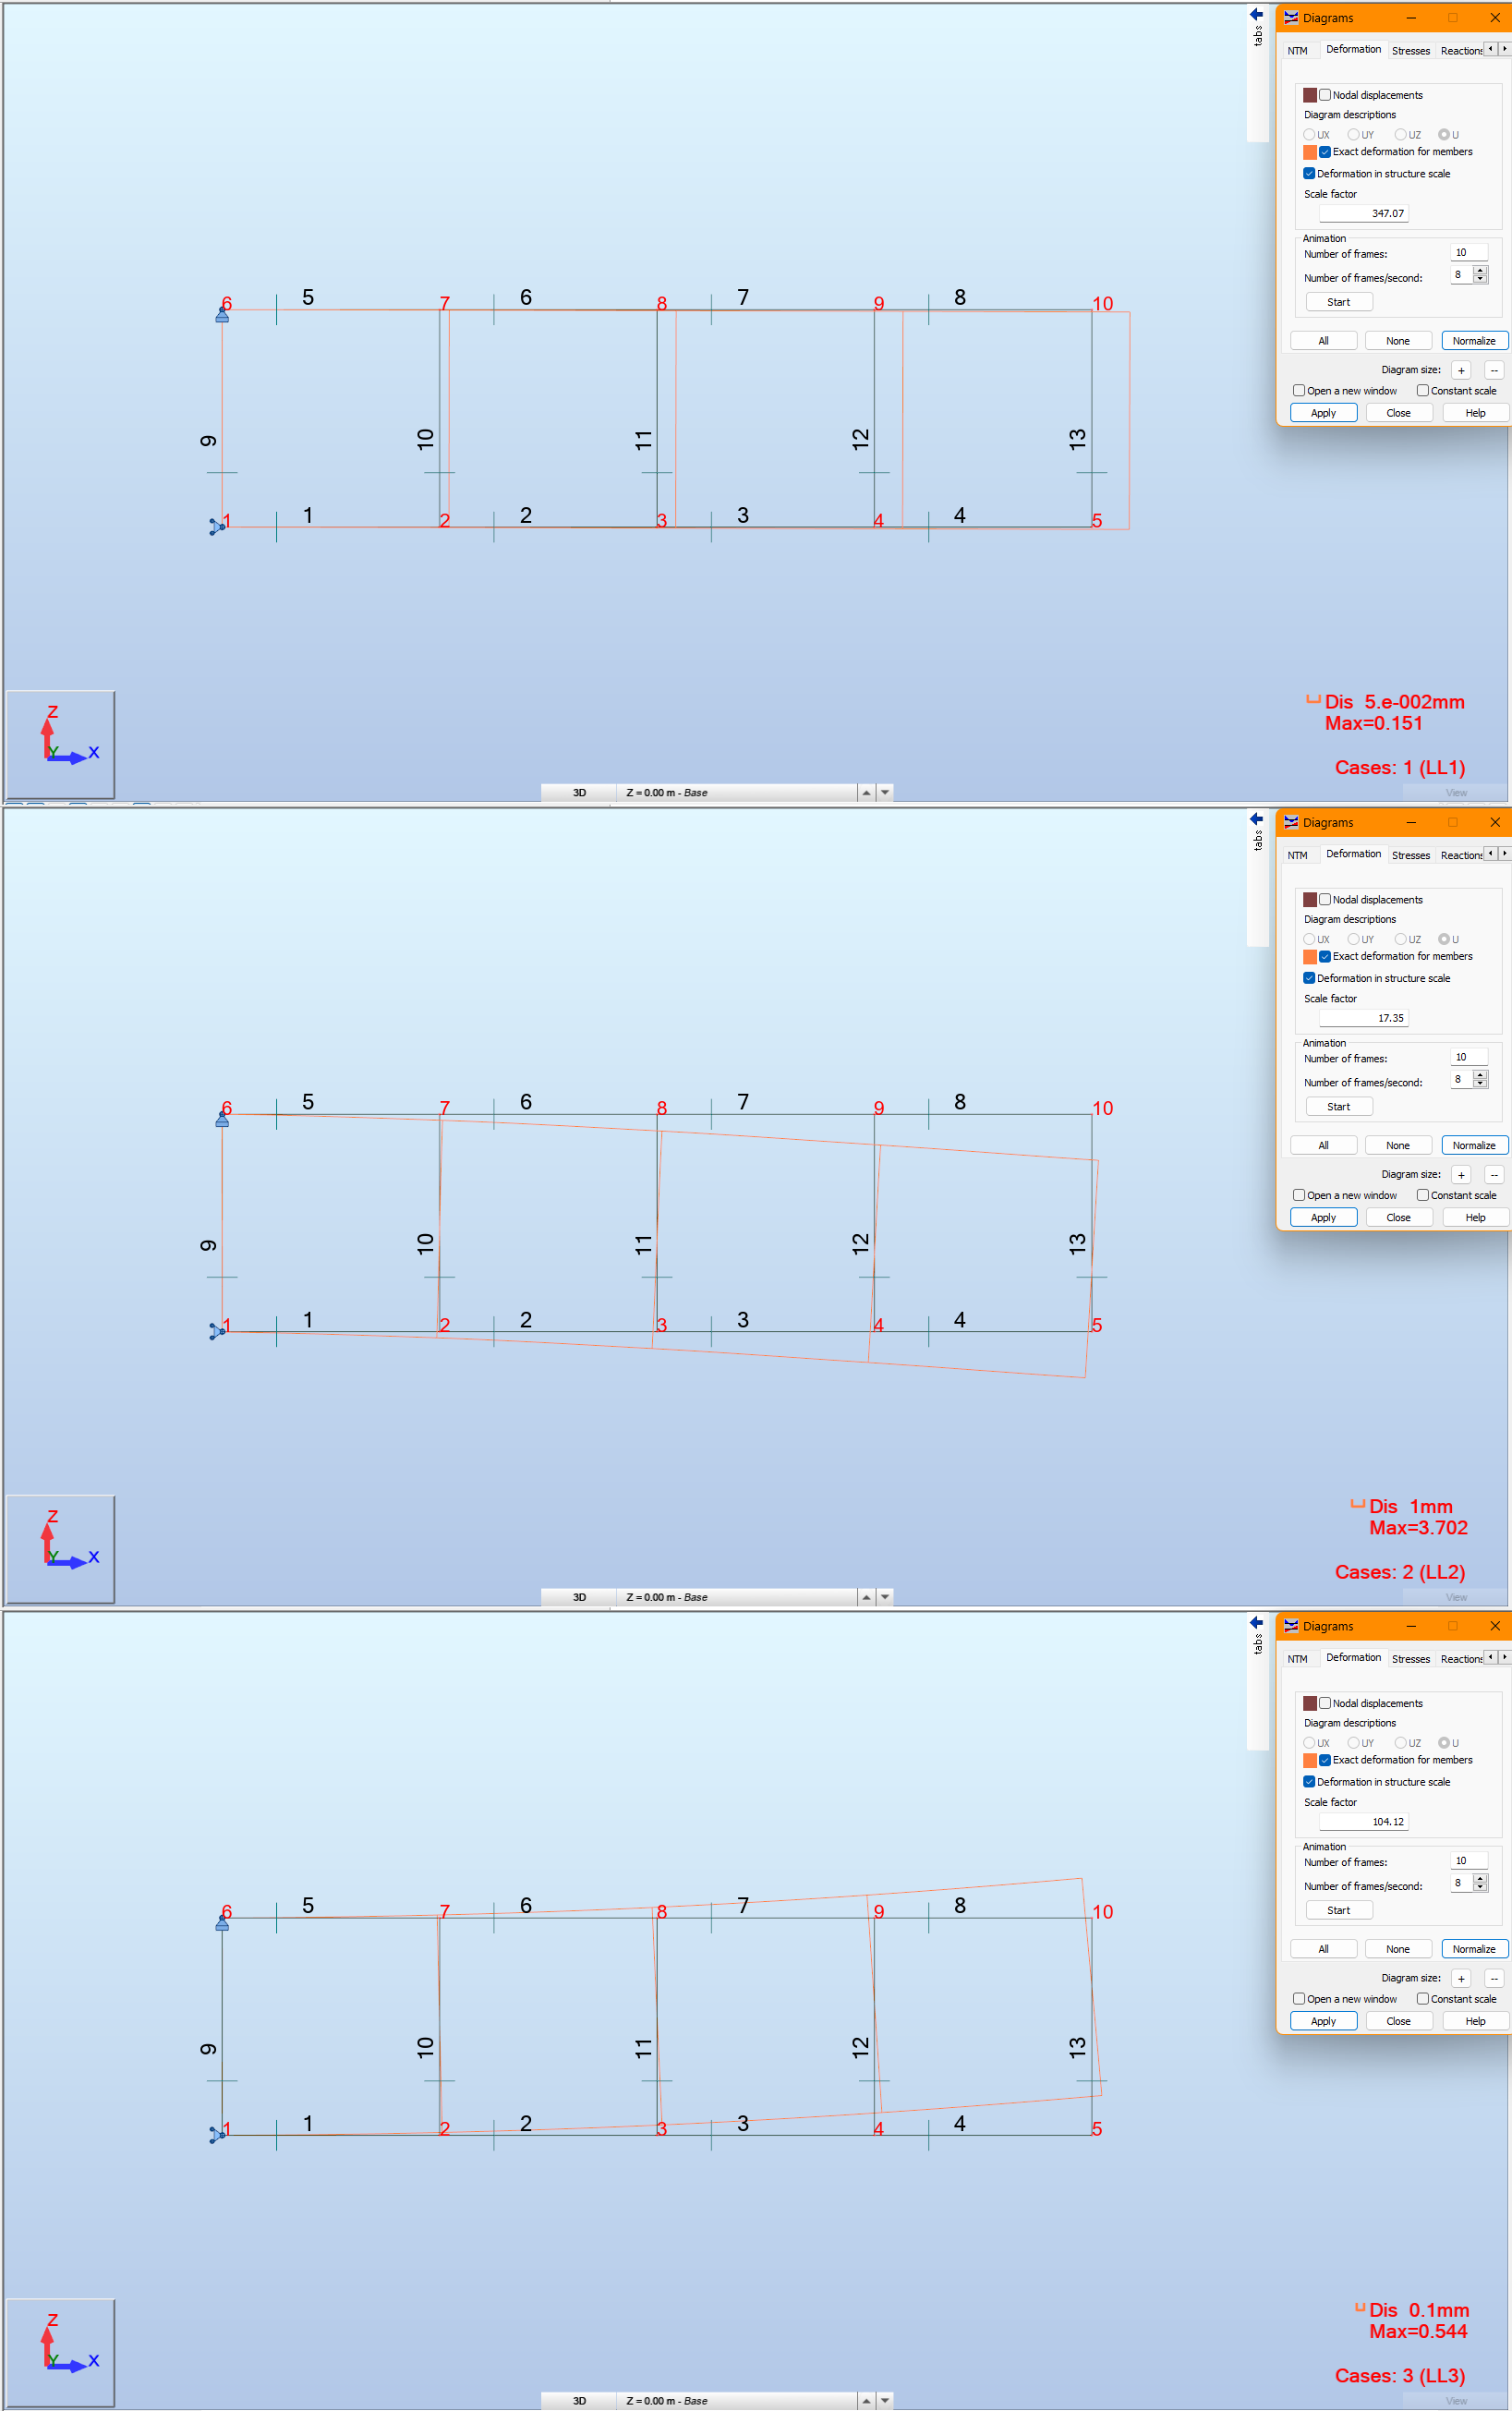 tabs
Diagrams
NTM Deformation Stresses Reactions
Nodal displacements
Diagram descriptions
UX UY UZ U
Exact deformation for members
Deformation in structure scale
Scale factor
347.07
Animation
Number of frames: 10
Number of frames/second: 8
Start
All None Normalize
Diagram size: + --
Open a new window Constant scale
Apply Close Help
6 5 7 6 8 7 9 8 10
9 10 11 12 13
1 1 2 2 3 3 4 4 5
Z
Y X
Dis 5.e-002mm
Max=0.151
Cases: 1 (LL1)
3D Z = 0.00 m - Base
View
tabs
Diagrams
NTM Deformation Stresses Reactions
Nodal displacements
Diagram descriptions
UX UY UZ U
Exact deformation for members
Deformation in structure scale
Scale factor
17.35
Animation
Number of frames: 10
Number of frames/second: 8
Start
All None Normalize
Diagram size: + --
Open a new window Constant scale
Apply Close Help
6 5 7 6 8 7 9 8 10
9 10 11 12 13
1 1 2 2 3 3 4 4 5
Z
Y X
Dis 1mm
Max=3.702
Cases: 2 (LL2)
3D Z = 0.00 m - Base
View
tabs
Diagrams
NTM Deformation Stresses Reactions
Nodal displacements
Diagram descriptions
UX UY UZ U
Exact deformation for members
Deformation in structure scale
Scale factor
104.12
Animation
Number of frames: 10
Number of frames/second: 8
Start
All None Normalize
Diagram size: + --
Open a new window Constant scale
Apply Close Help
6 5 7 6 8 7 9 8 10
9 10 11 12 13
1 1 2 2 3 3 4 4 5
Z
Y X
Dis 0.1mm
Max=0.544
Cases: 3 (LL3)
3D Z = 0.00 m - Base
View